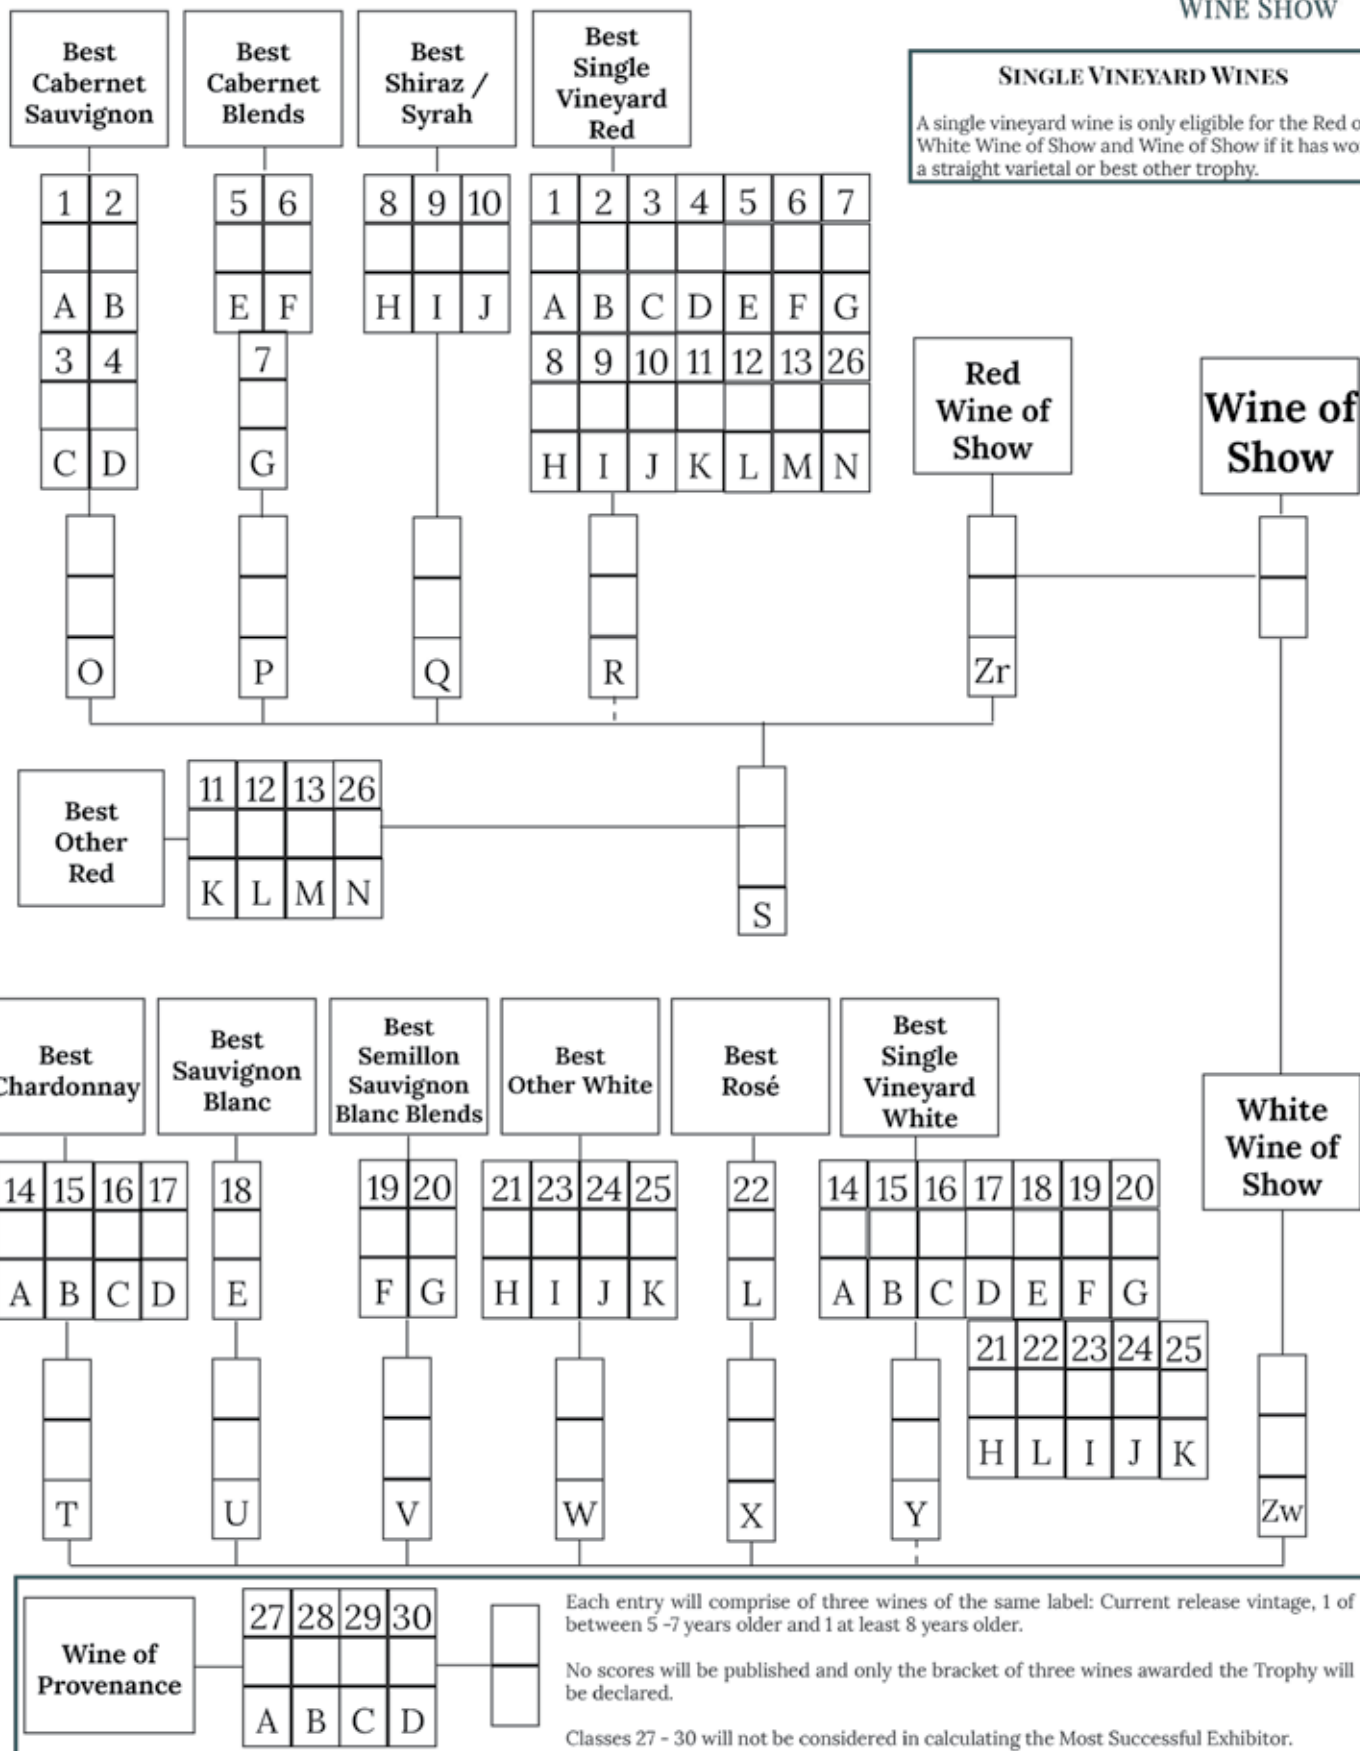 WINE SHOW
Best
Cabernet
Sauvignon
Best
Cabernet
Blends
Best
Shiraz /
Syrah
Best
Single
Vineyard
Red
SINGLE VINEYARD WINES
A single vineyard wine is only eligible for the Red o
White Wine of Show and Wine of Show if it has wo
a straight varietal or best other trophy.
1 2
A B
3 4
C D
O
5 6
E F
7
G
P
8 9 10
H I J
Q
1 2 3 4 5 6 7
A B C D E F G
8 9 10 11 12 13 26
H I J K L M N
R
Red
Wine of
Show
Zr
Wine of
Show
Best
Other
Red
11 12 13 26
K L M N
S
Best
Chardonnay
Best
Sauvignon
Blanc
Best
Semillon
Sauvignon
Blanc Blends
Best
Other White
Best
Rosé
Best
Single
Vineyard
White
White
Wine of
Show
14 15 16 17
A B C D
T
18
E
U
19 20
F G
V
21 23 24 25
H I J K
W
22
L
X
14 15 16 17 18 19 20
A B C D E F G
21 22 23 24 25
H L I J K
Y
Zw
Wine of
Provenance
27 28 29 30
A B C D
Each entry will comprise of three wines of the same label: Current release vintage, 1 of
between 5 -7 years older and 1 at least 8 years older.
No scores will be published and only the bracket of three wines awarded the Trophy will
be declared.
Classes 27 - 30 will not be considered in calculating the Most Successful Exhibitor.